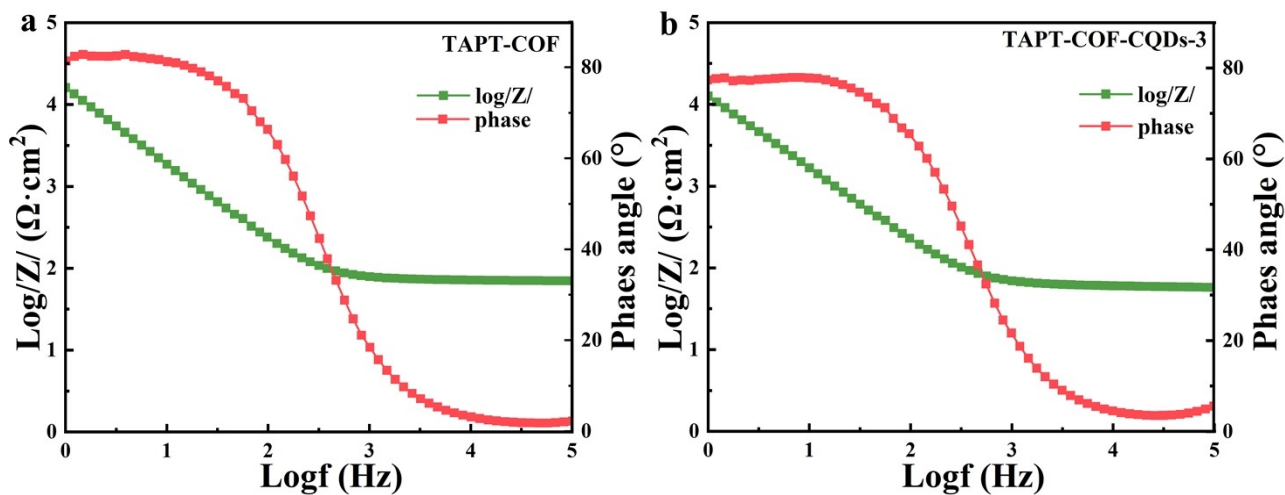 a
TAPT-COF
log/Z/
phase
5
4
3
2
1
0
80
60
40
20
0
0 1 2 3 4 5
Log/Z/ (Ω·cm²)
Phaes angle (°)
Logf (Hz)
b
TAPT-COF-CQDs-3
log/Z/
phase
5
4
3
2
1
0
80
60
40
20
0
0 1 2 3 4 5
Log/Z/ (Ω·cm²)
Phaes angle (°)
Logf (Hz)